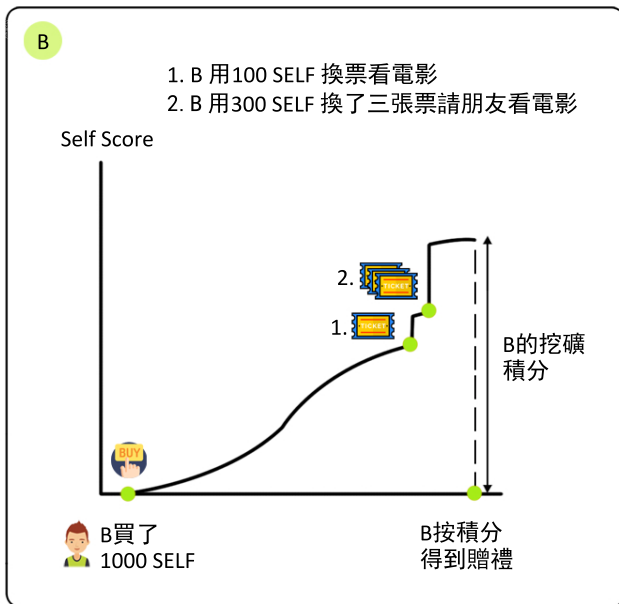 B
1. B 用100 SELF 換票看電影
2. B 用300 SELF 換了三張票請朋友看電影
Self Score
2.
TICKET
1.
TICKET
B的挖礦
積分
BUY
B買了
1000 SELF
B按積分
得到贈禮